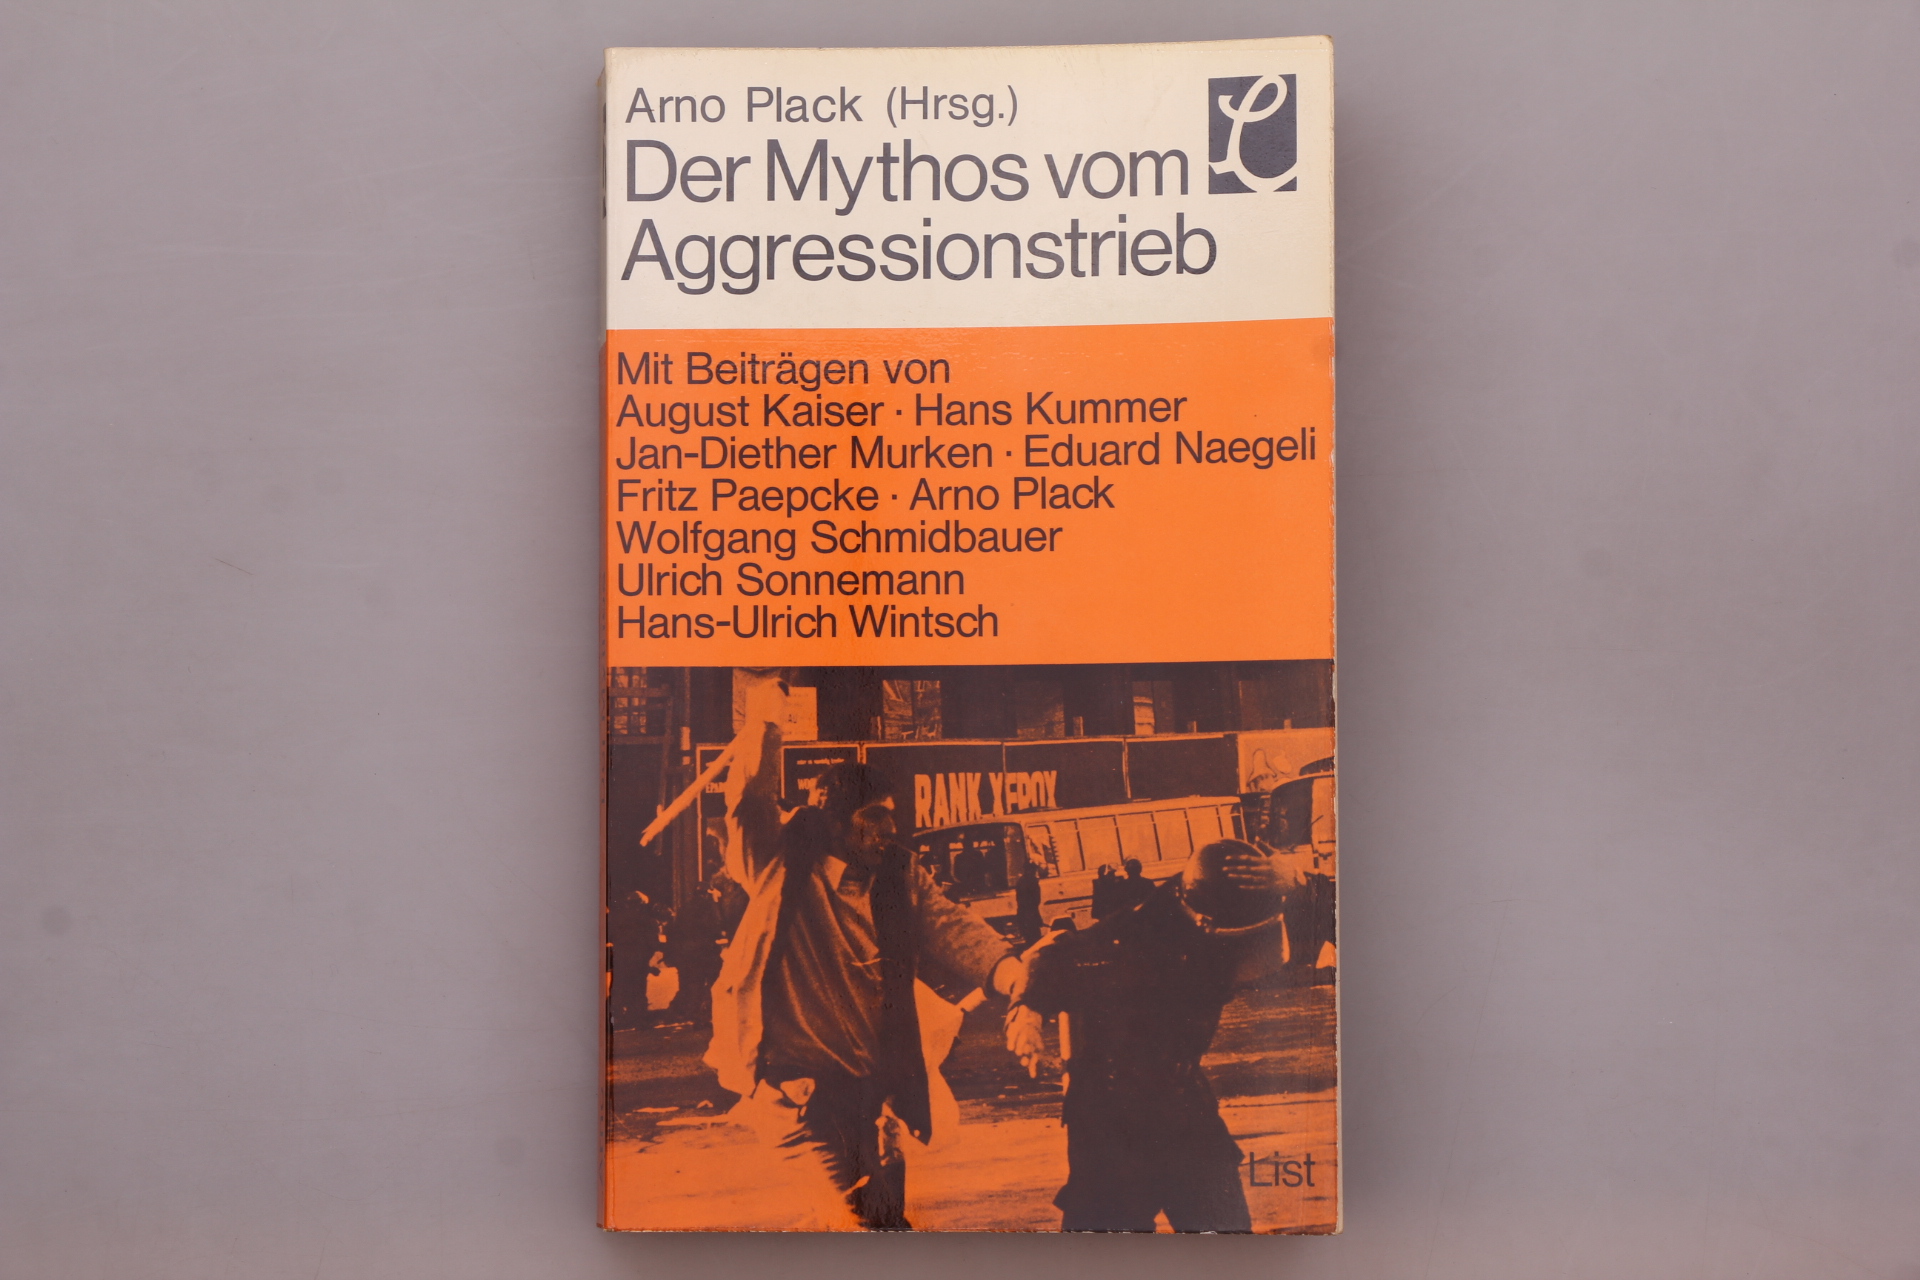 Arno Plack (Hrsg.)
Der Mythos vom
Aggressionstrieb
Mit Beiträgen von
August Kaiser · Hans Kummer
Jan-Diether Murken · Eduard Naegeli
Fritz Paepcke · Arno Plack
Wolfgang Schmidbauer
Ulrich Sonnemann
Hans-Ulrich Wintsch
RANK XEROX
List